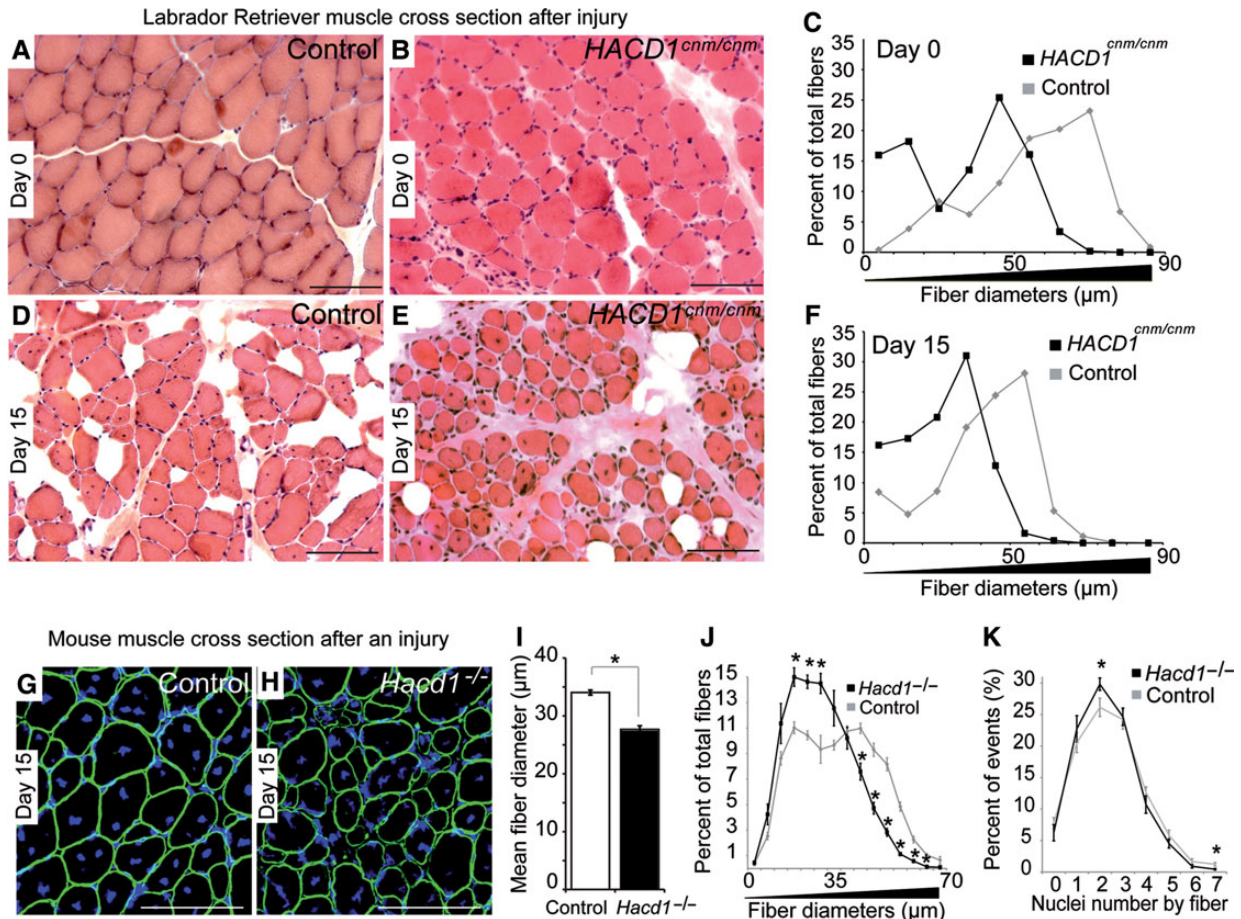 Labrador Retriever muscle cross section after injury
A
Control
Day 0
B
HACD1cnm/cnm
Day 0
C
Day 0
HACD1cnm/cnm
Control
Percent of total fibers
35
30
25
20
15
10
5
0
50
90
Fiber diameters (µm)
D
Control
Day 15
E
HACD1cnm/cnm
Day 15
F
Day 15
HACD1cnm/cnm
Control
Percent of total fibers
35
30
25
20
15
10
5
0
50
90
Fiber diameters (µm)
Mouse muscle cross section after an injury
G
Control
Day 15
H
Hacd1-/-
Day 15
I
Mean fiber diameter (µm)
40
30
20
10
0
*
Control Hacd1-/-
J
Percent of total fibers
15
13
11
9
7
5
3
1
* * *
Hacd1-/-
Control
* * * * * * *
35
70
Fiber diameters (µm)
K
Percent of events (%)
30
25
20
15
10
5
0
*
Hacd1-/-
Control
*
0 1 2 3 4 5 6 7
Nuclei number by fiber